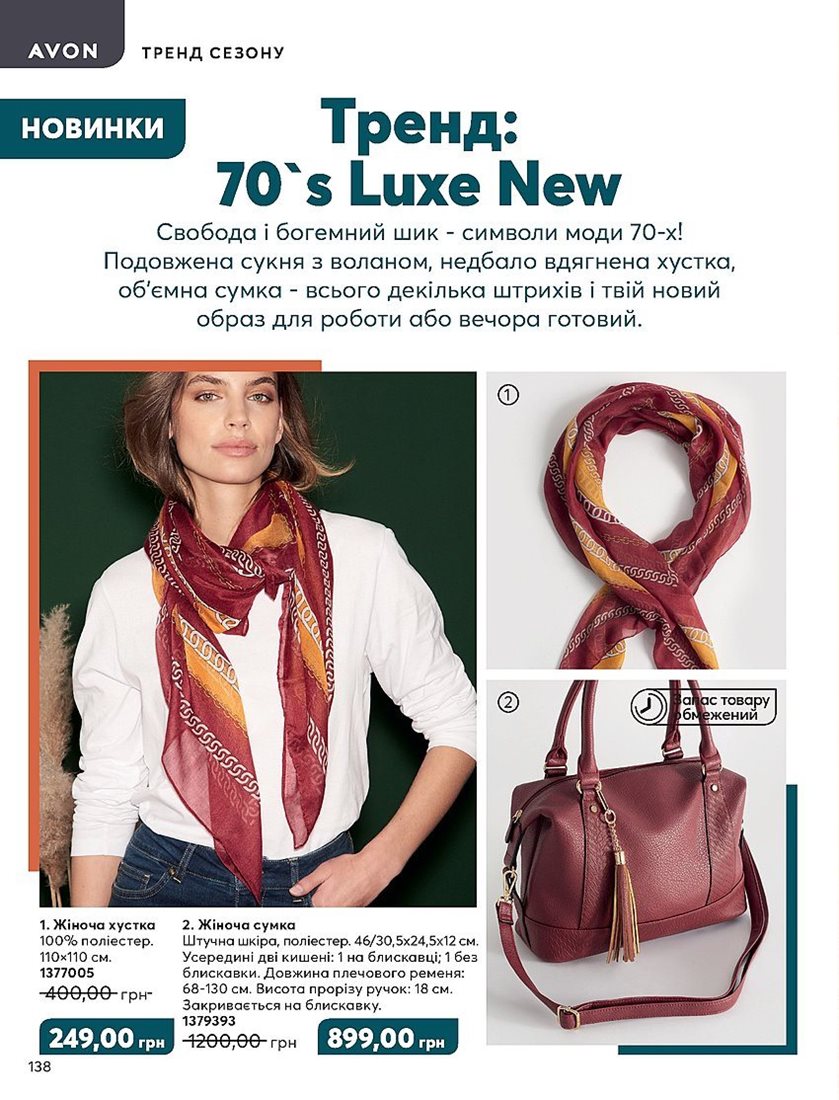 AVON
ТРЕНД СЕЗОНУ
НОВИНКИ
Тренд:
70`s Luxe New
Свобода і богемний шик - символи моди 70-х!
Подовжена сукня з воланом, недбало вдягнена хустка,
об‘ємна сумка - всього декілька штрихів і твій новий
образ для роботи або вечора готовий.
1
2
Запас товару
обмежений
1. Жіноча хустка
100% поліестер.
110×110 см.
1377005
400,00 грн
249,00 грн
2. Жіноча сумка
Штучна шкіра, поліестер. 46/30,5x24,5x12 см.
Усередині дві кишені: 1 на блискавці; 1 без
блискавки. Довжина плечового ременя:
68-130 см. Висота прорізу ручок: 18 см.
Закривається на блискавку.
1379393
1200,00 грн
899,00 грн
138